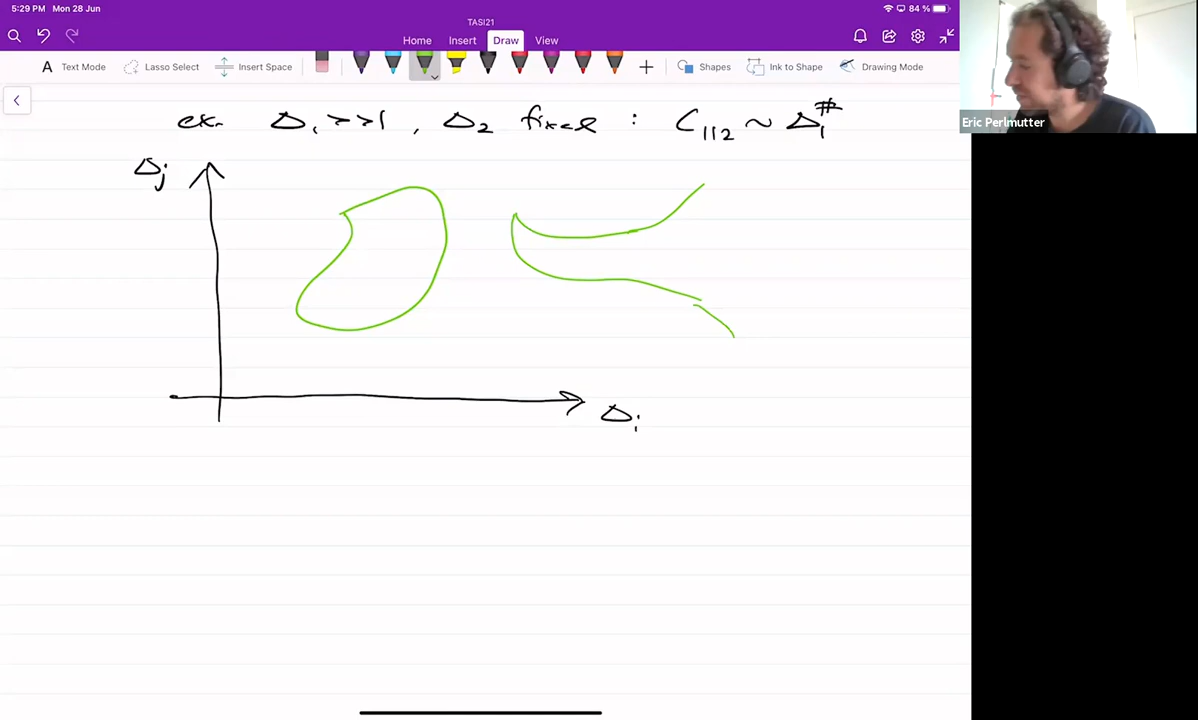 5:29 PM Mon 28 Jun
84 %
TASI21
Home Insert Draw View
A Text Mode Lasso Select Insert Space Shapes Ink to Shape Drawing Mode
Eric Perlmutter
ex. Δ₁ >> 1 , Δ₂ fixed : C₁₁₂ ~ Δ₁^#
Δj
Δi